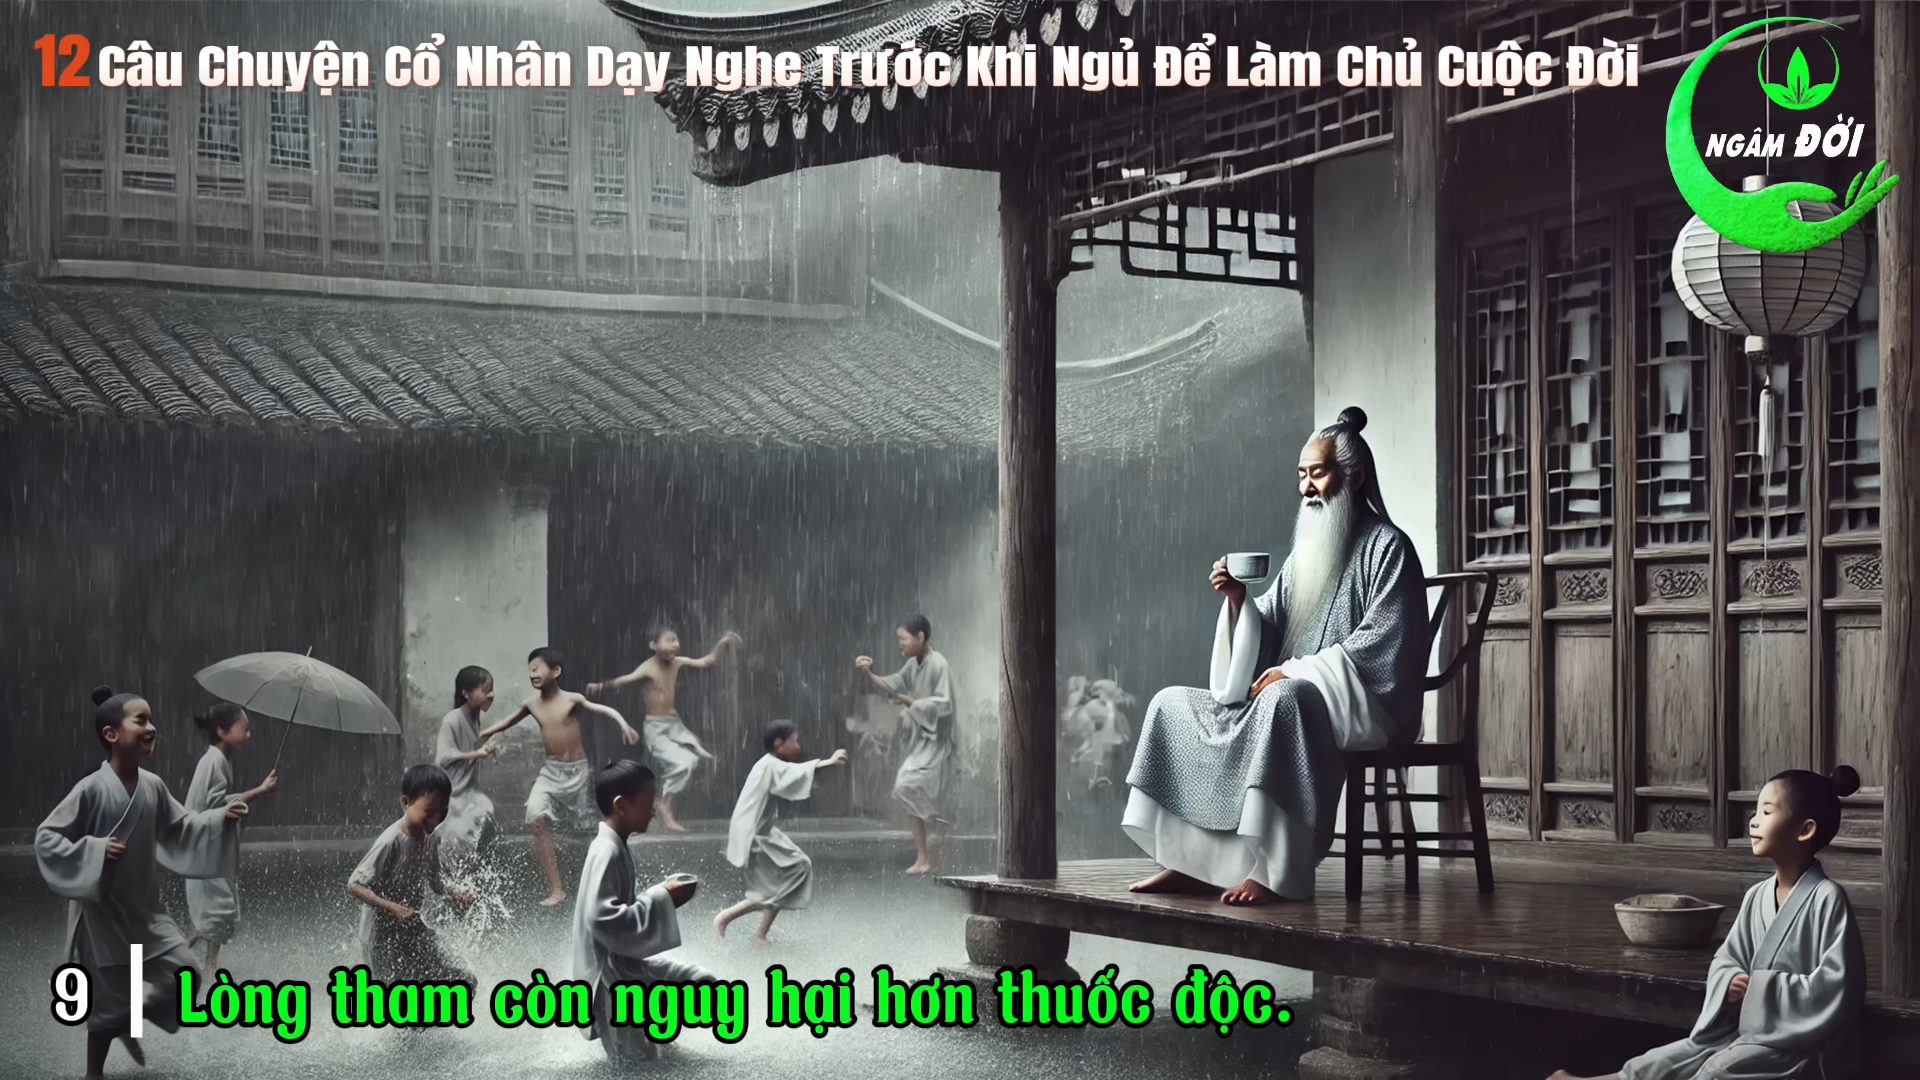 12 Câu Chuyện Cổ Nhân Dạy Nghe Trước Khi Ngủ Để Làm Chủ Cuộc Đời
NGÂM ĐỜI
9 | Lòng tham còn nguy hại hơn thuốc độc.